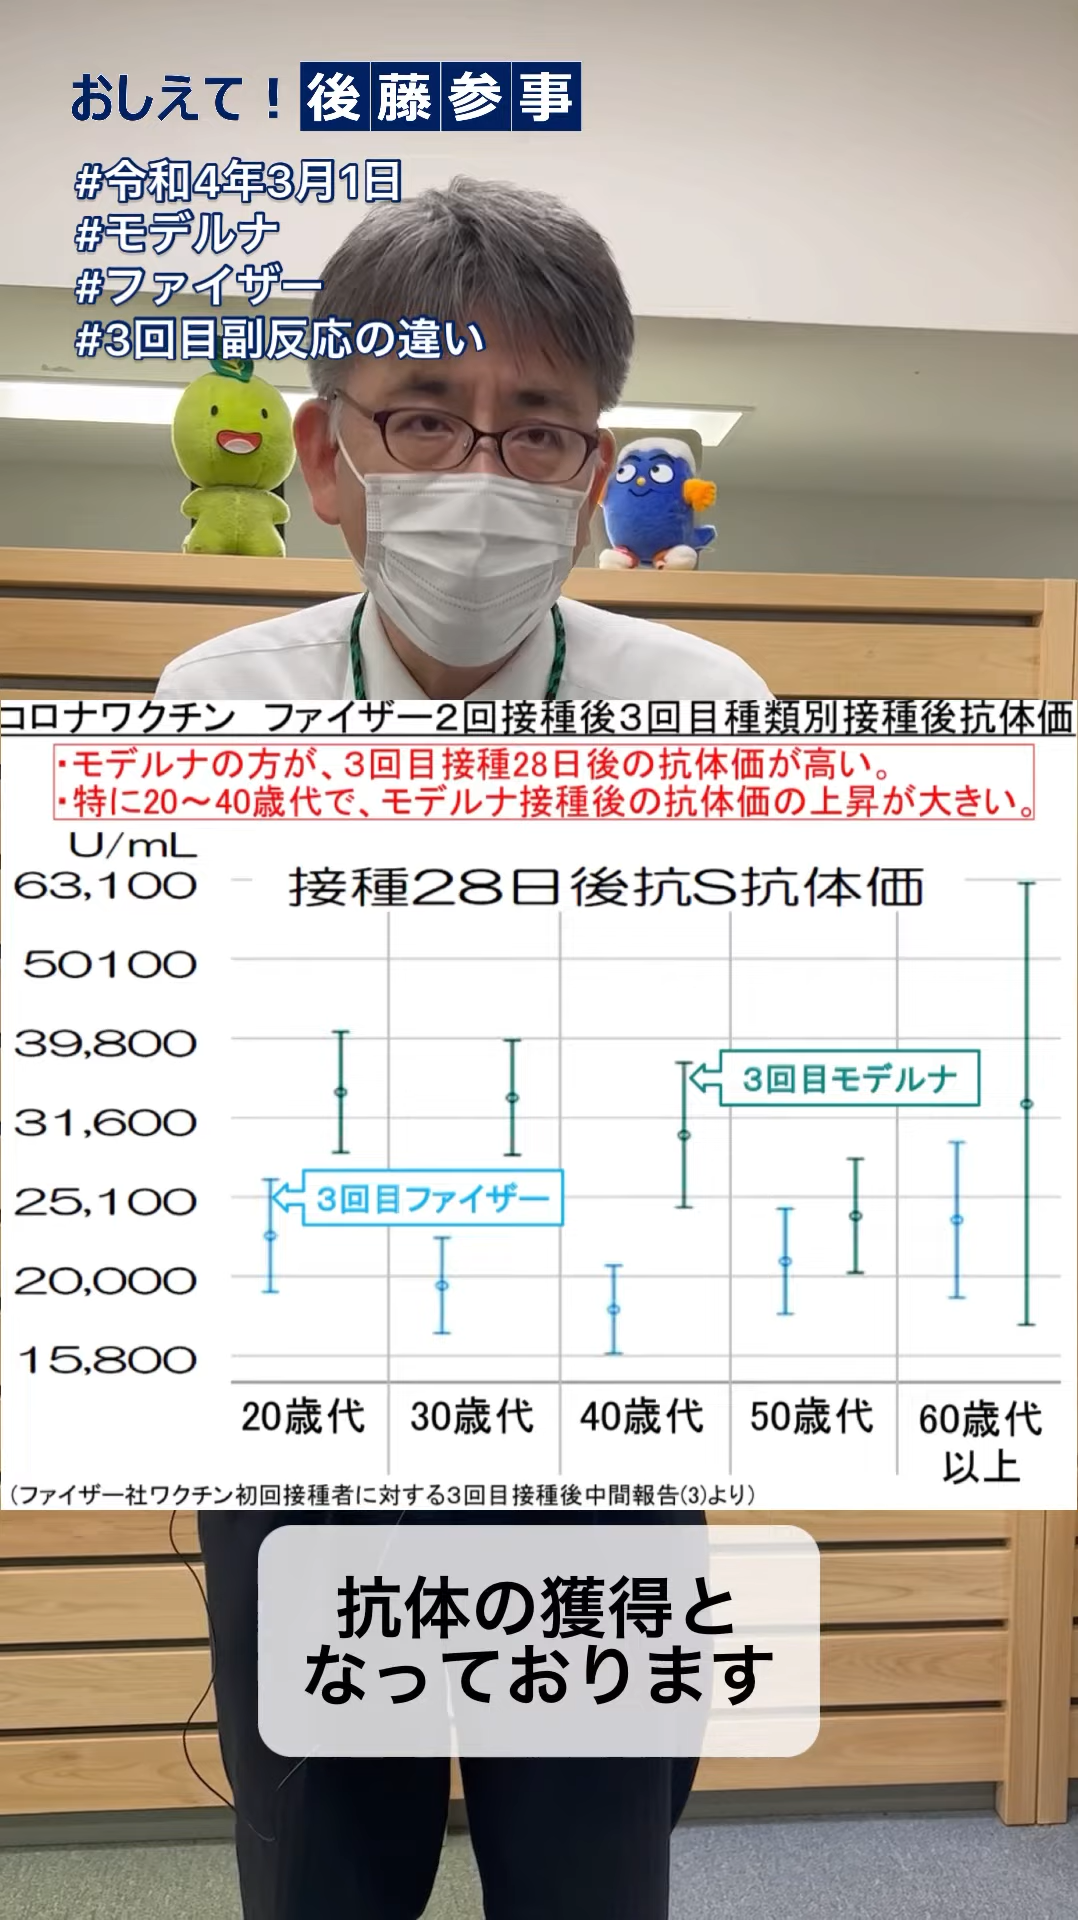 おしえて！後藤参事
#令和4年3月1日
#モデルナ
#ファイザー
#3回目副反応の違い
コロナワクチン　ファイザー2回接種後3回目種類別接種後抗体価
・モデルナの方が、3回目接種28日後の抗体価が高い。
・特に20～40歳代で、モデルナ接種後の抗体価の上昇が大きい。
U/mL
接種28日後抗S抗体価
63,100
50100
39,800
31,600
25,100
20,000
15,800
3回目モデルナ
3回目ファイザー
20歳代 30歳代 40歳代 50歳代 60歳代
以上
（ファイザー社ワクチン初回接種者に対する3回目接種後中間報告(3)より）
抗体の獲得と
なっております